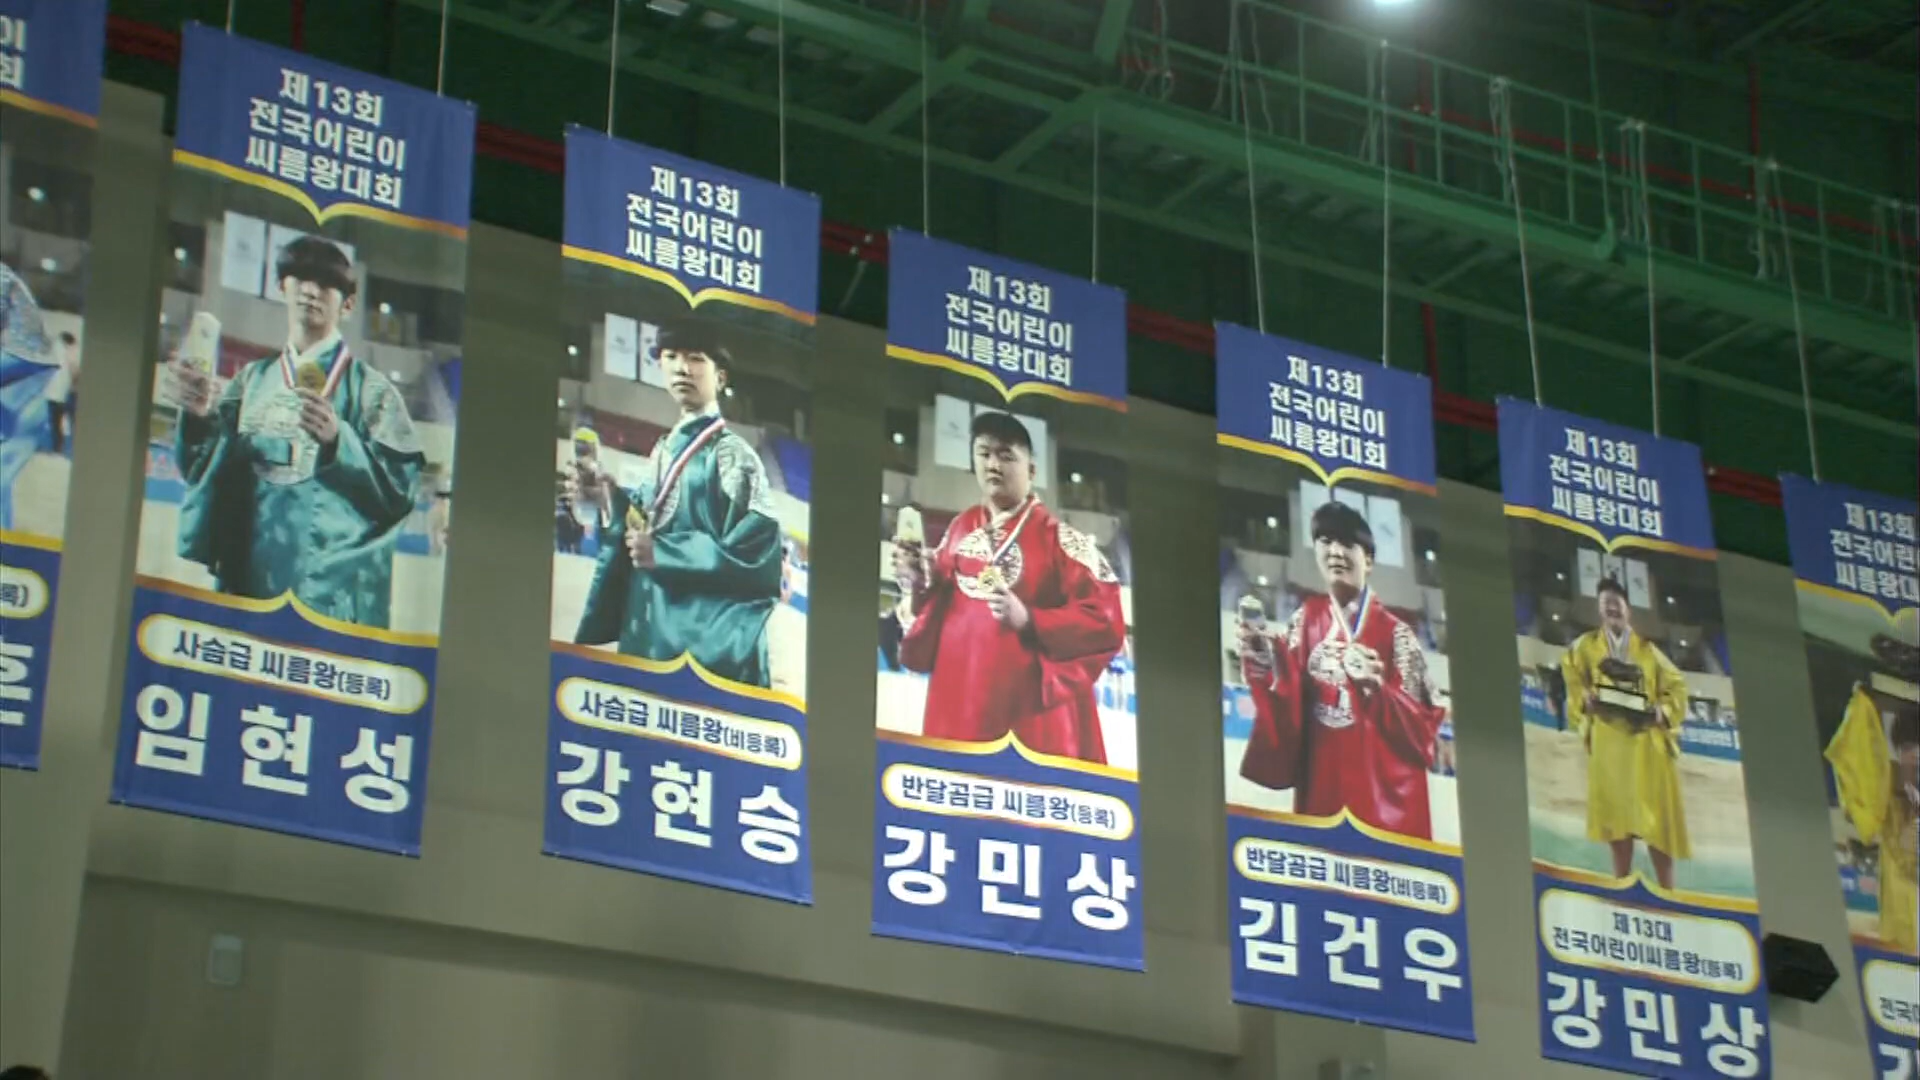 제13회
전국어린이
씨름왕대회
사슴급 씨름왕(등록)
임현성
제13회
전국어린이
씨름왕대회
사슴급 씨름왕(비등록)
강현승
제13회
전국어린이
씨름왕대회
반달곰급 씨름왕(등록)
강민상
제13회
전국어린이
씨름왕대회
반달곰급 씨름왕(비등록)
김건우
제13회
전국어린이
씨름왕대회
제13대
전국어린이씨름왕(등록)
강민상
제13회
전국어린
씨름왕대